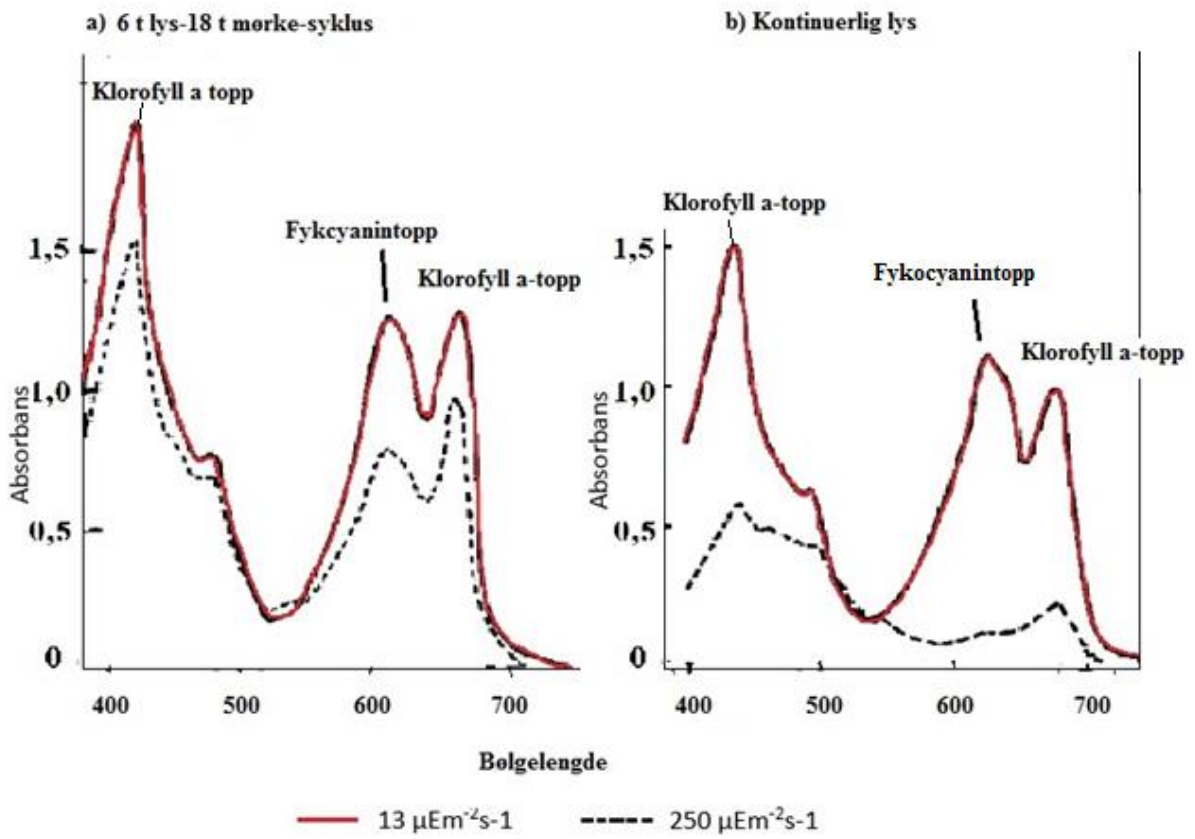 a) 6 t lys-18 t mørke-syklus
Klorofyll a topp
Fykcyanintopp
Klorofyll a-topp
1,5
1,0
0,5
0
Absorbans
400 500 600 700
b) Kontinuerlig lys
Klorofyll a-topp
Fykocyanintopp
Klorofyll a-topp
1,5
1,0
0,5
0
Absorbans
400 500 600 700
Bølgelengde
13 µEm⁻²s-1 250 µEm⁻²s-1